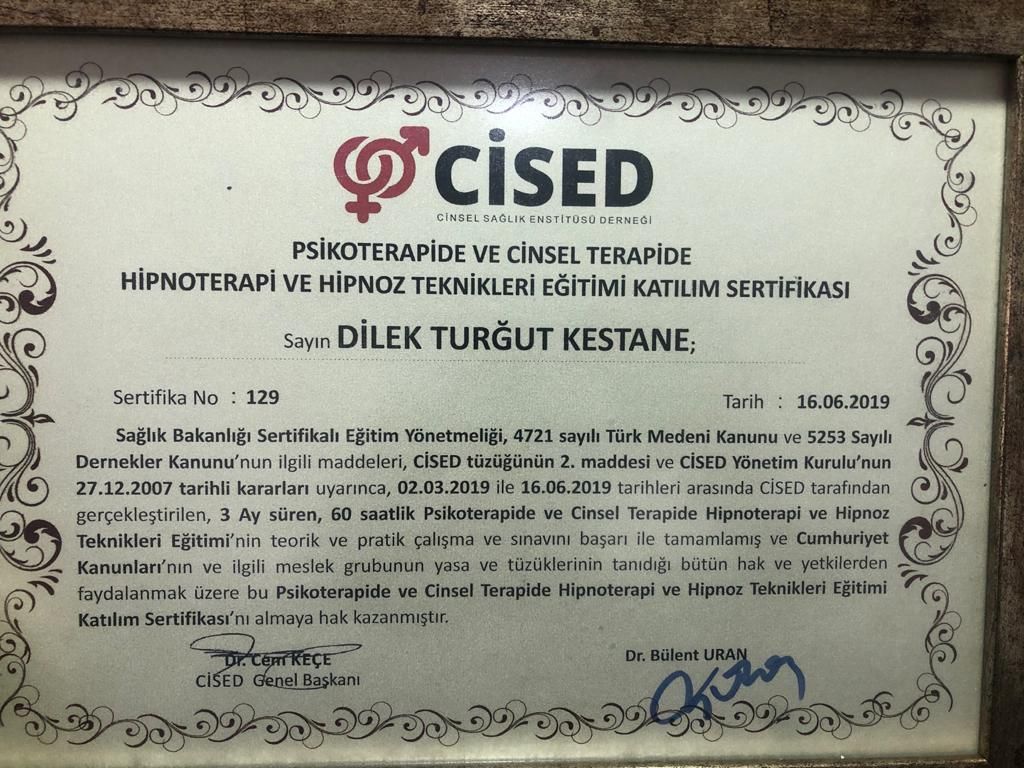 CİSED
CİNSEL SAĞLIK ENSTİTÜSÜ DERNEĞİ
PSİKOTERAPİDE VE CİNSEL TERAPİDE
HİPNOTERAPİ VE HİPNOZ TEKNİKLERİ EĞİTİMİ KATILIM SERTİFİKASI
Sayın DİLEK TURĞUT KESTANE;
Sertifika No : 129
Tarih : 16.06.2019
Sağlık Bakanlığı Sertifikalı Eğitim Yönetmeliği, 4721 sayılı Türk Medeni Kanunu ve 5253 Sayılı
Dernekler Kanunu’nun ilgili maddeleri, CİSED tüzüğünün 2. maddesi ve CİSED Yönetim Kurulu’nun
27.12.2007 tarihli kararları uyarınca, 02.03.2019 ile 16.06.2019 tarihleri arasında CİSED tarafından
gerçekleştirilen, 3 Ay süren, 60 saatlik Psikoterapide ve Cinsel Terapide Hipnoterapi ve Hipnoz
Teknikleri Eğitimi’nin teorik ve pratik çalışma ve sınavını başarı ile tamamlamış ve Cumhuriyet
Kanunları’nın ve ilgili meslek grubunun yasa ve tüzüklerinin tanıdığı bütün hak ve yetkilerden
faydalanmak üzere bu Psikoterapide ve Cinsel Terapide Hipnoterapi ve Hipnoz Teknikleri Eğitimi
Katılım Sertifikası’nı almaya hak kazanmıştır.
Dr. Cem KEÇE
CİSED Genel Başkanı
Dr. Bülent URAN